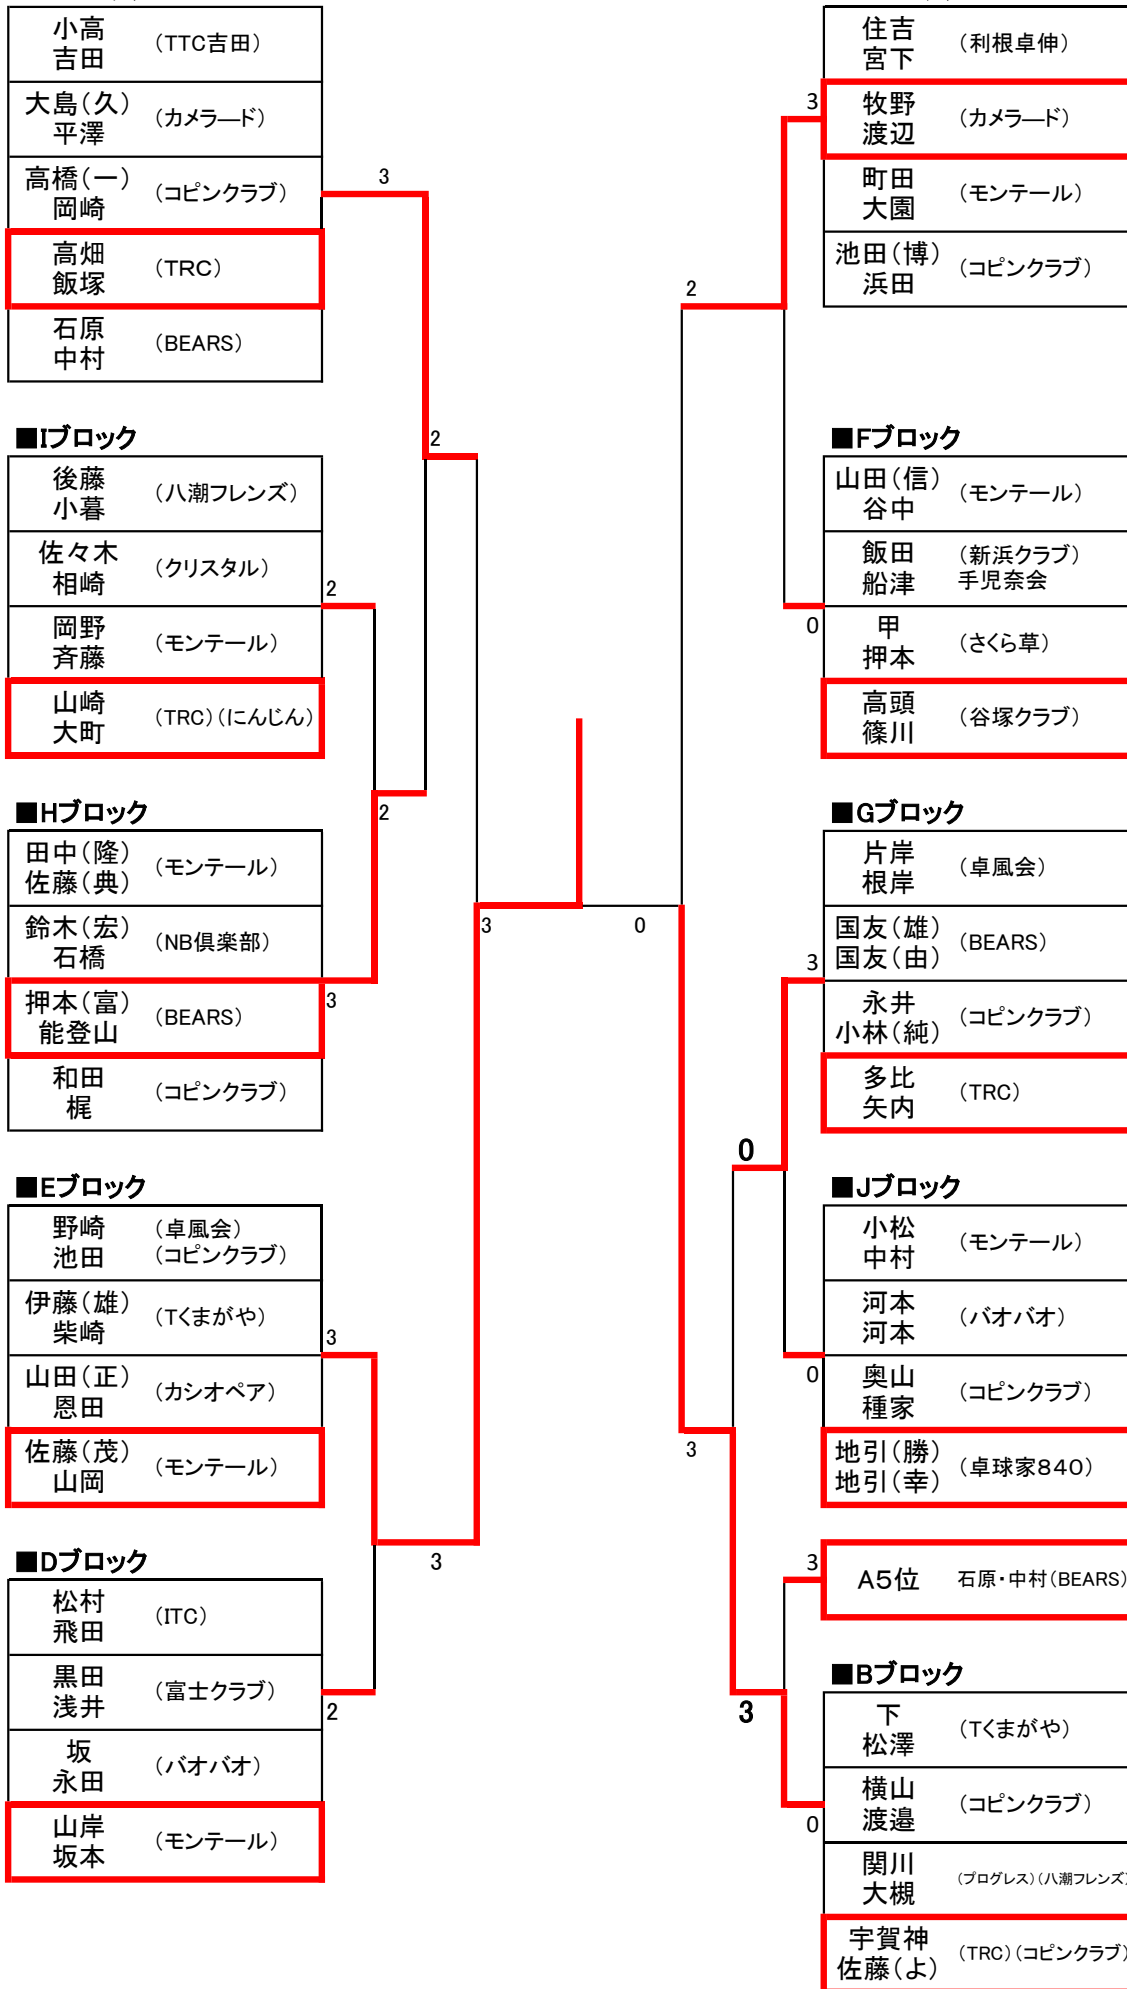 小高
吉田
(TTC吉田)
大島(久)
平澤
(カメラ―ド)
高橋(一)
岡崎
(コピンクラブ)
3
高畑
飯塚
(TRC)
石原
中村
(BEARS)
2
■Iブロック
後藤
小暮
(八潮フレンズ)
佐々木
相崎
(クリスタル)
2
岡野
斉藤
(モンテール)
山崎
大町
(TRC)(にんじん)
■Hブロック
2
田中(隆)
佐藤(典)
(モンテール)
鈴木(宏)
石橋
(NB倶楽部)
3
押本(富)
能登山
(BEARS)
3
和田
梶
(コピンクラブ)
■Eブロック
野崎
池田
(卓風会)
(コピンクラブ)
伊藤(雄)
柴崎
(Tくまがや)
3
山田(正)
恩田
(カシオペア)
佐藤(茂)
山岡
(モンテール)
3
■Dブロック
松村
飛田
(ITC)
黒田
浅井
(富士クラブ)
2
坂
永田
(バオバオ)
山岸
坂本
(モンテール)
住吉
宮下
(利根卓伸)
3
牧野
渡辺
(カメラ―ド)
町田
大園
(モンテール)
池田(博)
浜田
(コピンクラブ)
2
■Fブロック
山田(信)
谷中
(モンテール)
飯田
船津
(新浜クラブ)
手児奈会
0
甲
押本
(さくら草)
高頭
篠川
(谷塚クラブ)
■Gブロック
片岸
根岸
(卓風会)
0
国友(雄)
国友(由)
(BEARS)
3
永井
小林(純)
(コピンクラブ)
多比
矢内
(TRC)
0
■Jブロック
小松
中村
(モンテール)
河本
河本
(バオバオ)
0
奥山
種家
(コピンクラブ)
3
地引(勝)
地引(幸)
(卓球家840)
3
A5位
石原・中村(BEARS)
■Bブロック
3
下
松澤
(Tくまがや)
横山
渡邉
(コピンクラブ)
0
関川
大槻
(プログレス)(八潮フレンズ)
宇賀神
佐藤(よ)
(TRC)(コピンクラブ)